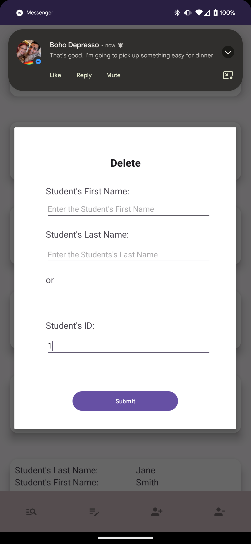 Messenger
100%
Boho Depresso • now
That's good. I'm going to pick up something easy for dinner
Like Reply Mute
Delete
Student's First Name:
Enter the Student's First Name
Student's Last Name:
Enter the Student's Last Name
or
Student's ID:
1
Submit
Student's Last Name: Jane
Student's First Name: Smith